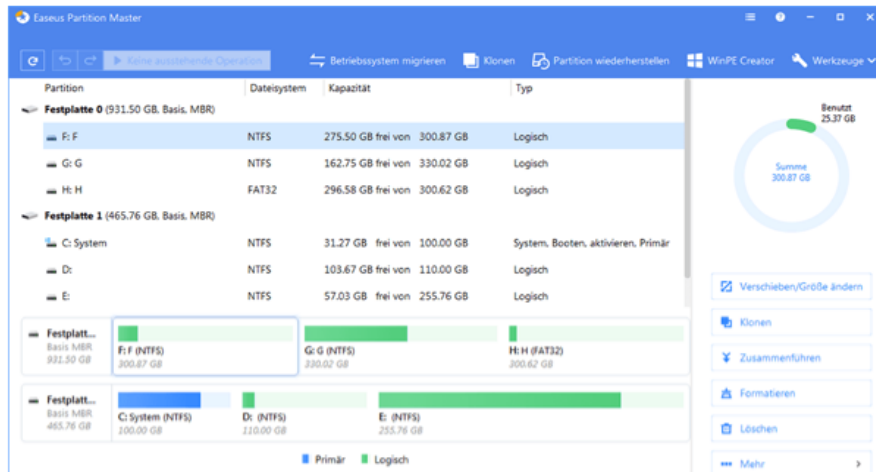 Easeus Partition Master
Keine ausstehende Operation
Betriebssystem migrieren Klonen Partition wiederherstellen WinPE Creator Werkzeuge
Partition Dateisystem Kapazität Typ
Festplatte 0 (931.50 GB, Basis, MBR)
F: F NTFS 275.50 GB frei von 300.87 GB Logisch
G: G NTFS 162.75 GB frei von 330.02 GB Logisch
H: H FAT32 296.58 GB frei von 300.62 GB Logisch
Festplatte 1 (465.76 GB, Basis, MBR)
C: System NTFS 31.27 GB frei von 100.00 GB System, Booten, aktivieren, Primär
D: NTFS 103.67 GB frei von 110.00 GB Logisch
E: NTFS 57.03 GB frei von 255.76 GB Logisch
Benutzt
25.37 GB
Summe
300.87 GB
Verschieben/Größe ändern
Klonen
Zusammenführen
Formatieren
Löschen
Mehr
Festplatt...
Basis MBR
931.50 GB
F: F (NTFS)
300.87 GB
G: G (NTFS)
330.02 GB
H: H (FAT32)
300.62 GB
Festplatt...
Basis MBR
465.76 GB
C: System (NTFS)
100.00 GB
D: (NTFS)
110.00 GB
E: (NTFS)
255.76 GB
Primär Logisch